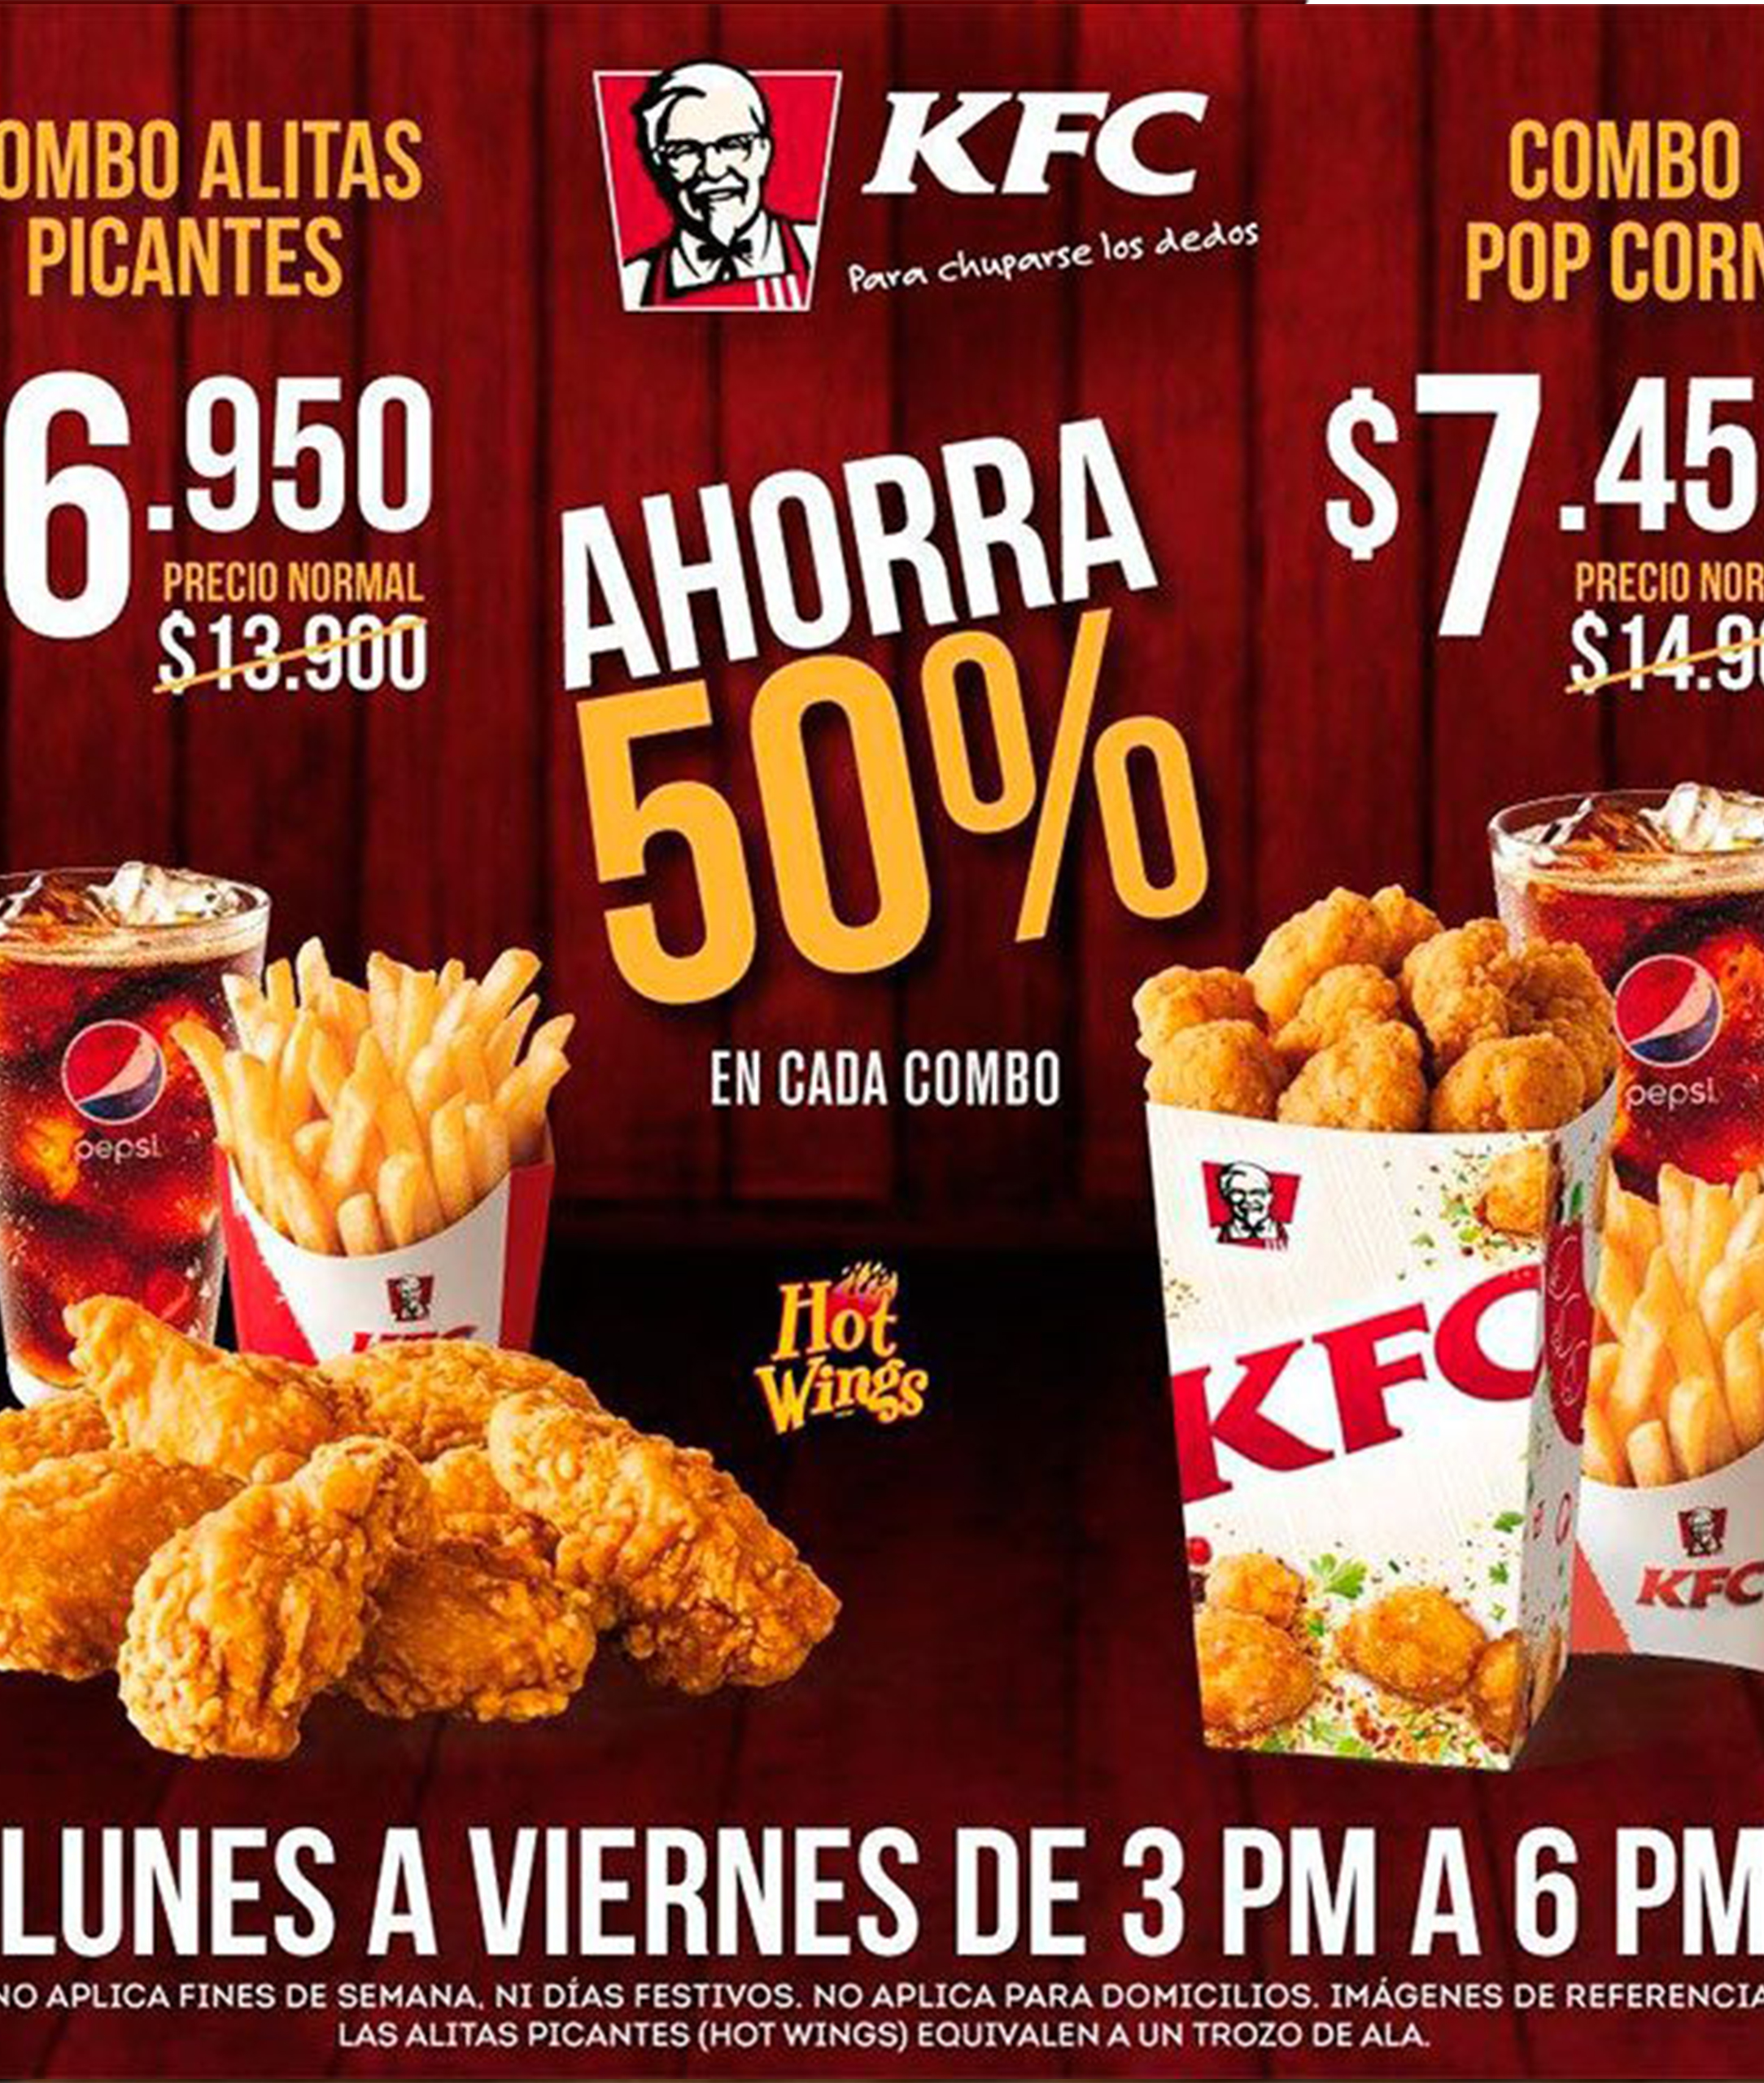 OMBO ALITAS
PICANTES
6.950
PRECIO NORMAL
$13.900
KFC
Para chuparse los dedos
AHORRA
50%
EN CADA COMBO
COMBO
POP CORN
$7.45
PRECIO NOR
$14.90
pepsi
Hot
Wings
pepsi
KFC
KFC
KFC
LUNES A VIERNES DE 3 PM A 6 PM
NO APLICA FINES DE SEMANA, NI DÍAS FESTIVOS. NO APLICA PARA DOMICILIOS. IMÁGENES DE REFERENCIA
LAS ALITAS PICANTES (HOT WINGS) EQUIVALEN A UN TROZO DE ALA.